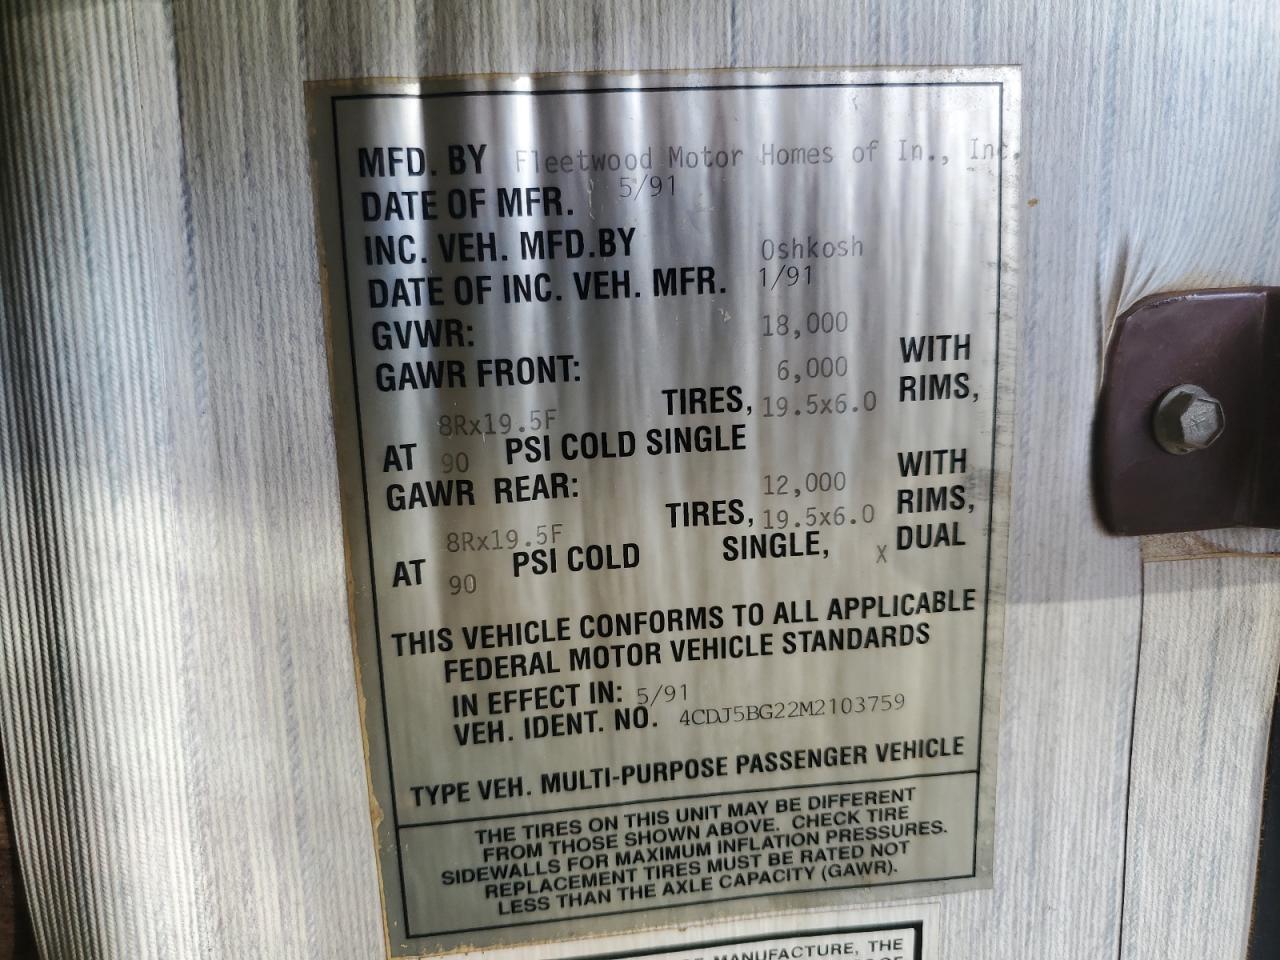 MFD. BY Fleetwood Motor Homes of In., Inc.
DATE OF MFR. 5/91
INC. VEH. MFD.BY Oshkosh
DATE OF INC. VEH. MFR. 1/91
GVWR: 18,000
GAWR FRONT: 6,000 WITH
8Rx19.5F TIRES, 19.5x6.0 RIMS,
AT 90 PSI COLD SINGLE
GAWR REAR: 12,000 WITH
8Rx19.5F TIRES, 19.5x6.0 RIMS,
AT 90 PSI COLD SINGLE, X DUAL
THIS VEHICLE CONFORMS TO ALL APPLICABLE
FEDERAL MOTOR VEHICLE STANDARDS
IN EFFECT IN: 5/91
VEH. IDENT. NO. 4CDJ5BG22M2103759
TYPE VEH. MULTI-PURPOSE PASSENGER VEHICLE
THE TIRES ON THIS UNIT MAY BE DIFFERENT
FROM THOSE SHOWN ABOVE. CHECK TIRE
SIDEWALLS FOR MAXIMUM INFLATION PRESSURES.
REPLACEMENT TIRES MUST BE RATED NOT
LESS THAN THE AXLE CAPACITY (GAWR).
MANUFACTURE, THE